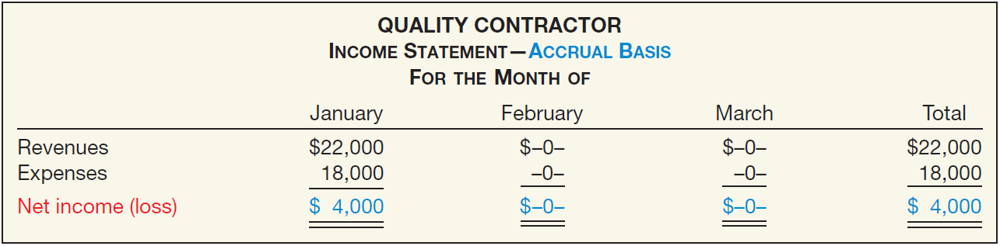 QUALITY CONTRACTOR
INCOME STATEMENT—ACCRUAL BASIS
FOR THE MONTH OF
January February March Total
Revenues $22,000 $–0– $–0– $22,000
Expenses 18,000 –0– –0– 18,000
Net income (loss) $ 4,000 $–0– $–0– $ 4,000